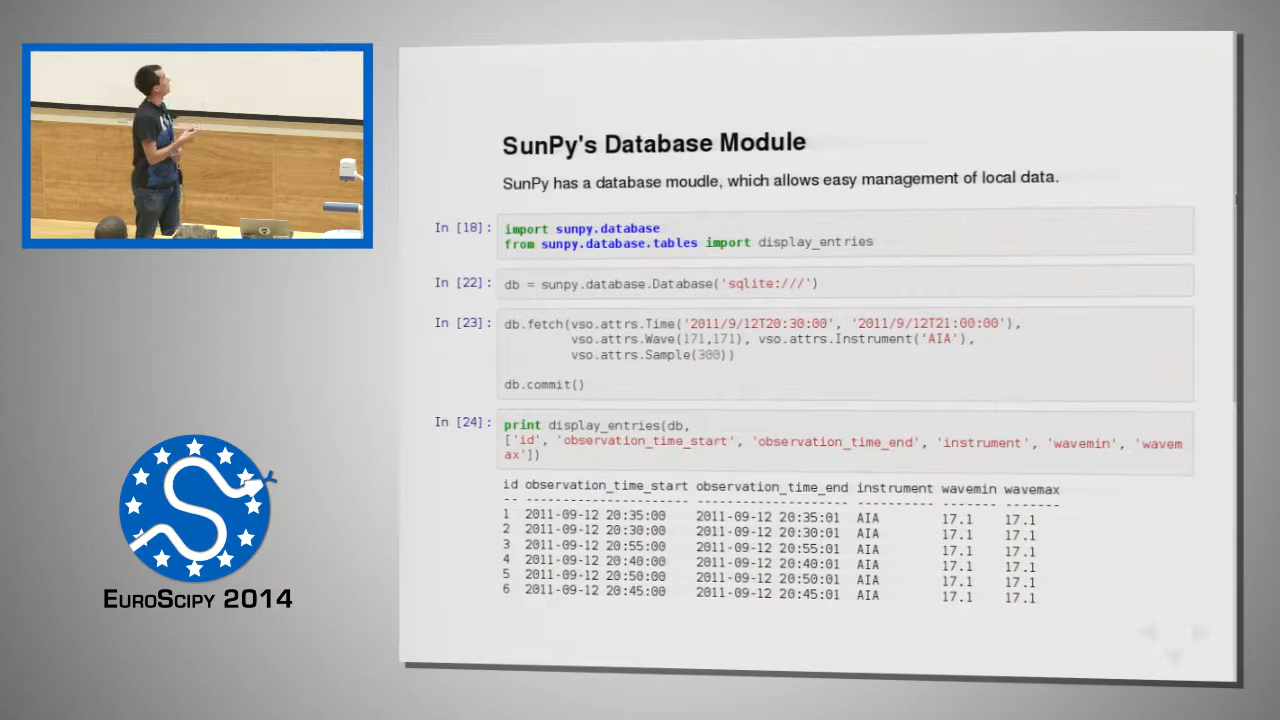 SunPy's Database Module
SunPy has a database moudle, which allows easy management of local data.
In [18]:
import sunpy.database
from sunpy.database.tables import display_entries
In [22]:
db = sunpy.database.Database('sqlite:///')
In [23]:
db.fetch(vso.attrs.Time('2011/9/12T20:30:00', '2011/9/12T21:00:00'),
vso.attrs.Wave(171,171), vso.attrs.Instrument('AIA'),
vso.attrs.Sample(300))
db.commit()
In [24]:
print display_entries(db,
['id', 'observation_time_start', 'observation_time_end', 'instrument', 'wavemin', 'wavem
ax'])
id observation_time_start observation_time_end instrument wavemin wavemax
-- ---------------------- -------------------- ---------- ------- -------
1 2011-09-12 20:35:00 2011-09-12 20:35:01 AIA 17.1 17.1
2 2011-09-12 20:30:00 2011-09-12 20:30:01 AIA 17.1 17.1
3 2011-09-12 20:55:00 2011-09-12 20:55:01 AIA 17.1 17.1
4 2011-09-12 20:40:00 2011-09-12 20:40:01 AIA 17.1 17.1
5 2011-09-12 20:50:00 2011-09-12 20:50:01 AIA 17.1 17.1
6 2011-09-12 20:45:00 2011-09-12 20:45:01 AIA 17.1 17.1
EuroScipy 2014